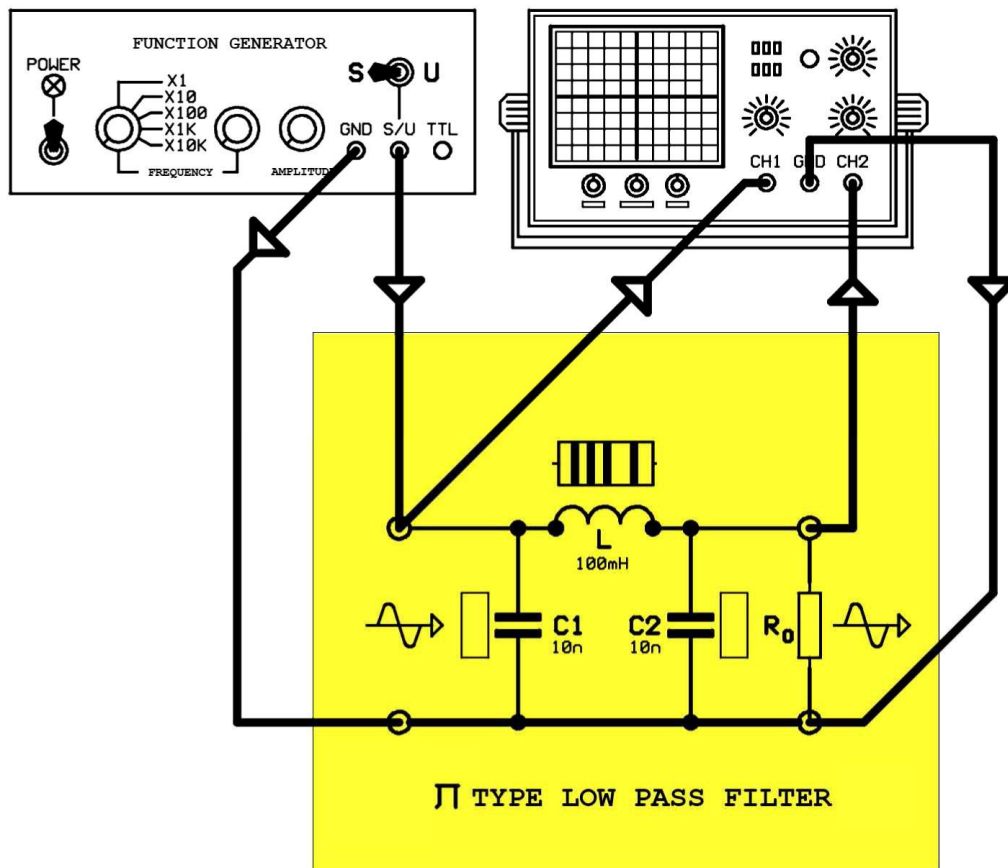 FUNCTION GENERATOR
POWER
S U
X1
X10
X100
X1K
X10K
GND S/U TTL
FREQUENCY
AMPLITUDE
CH1 GND CH2
L
100mH
C1
10n
C2
10n
Ro
Π TYPE LOW PASS FILTER